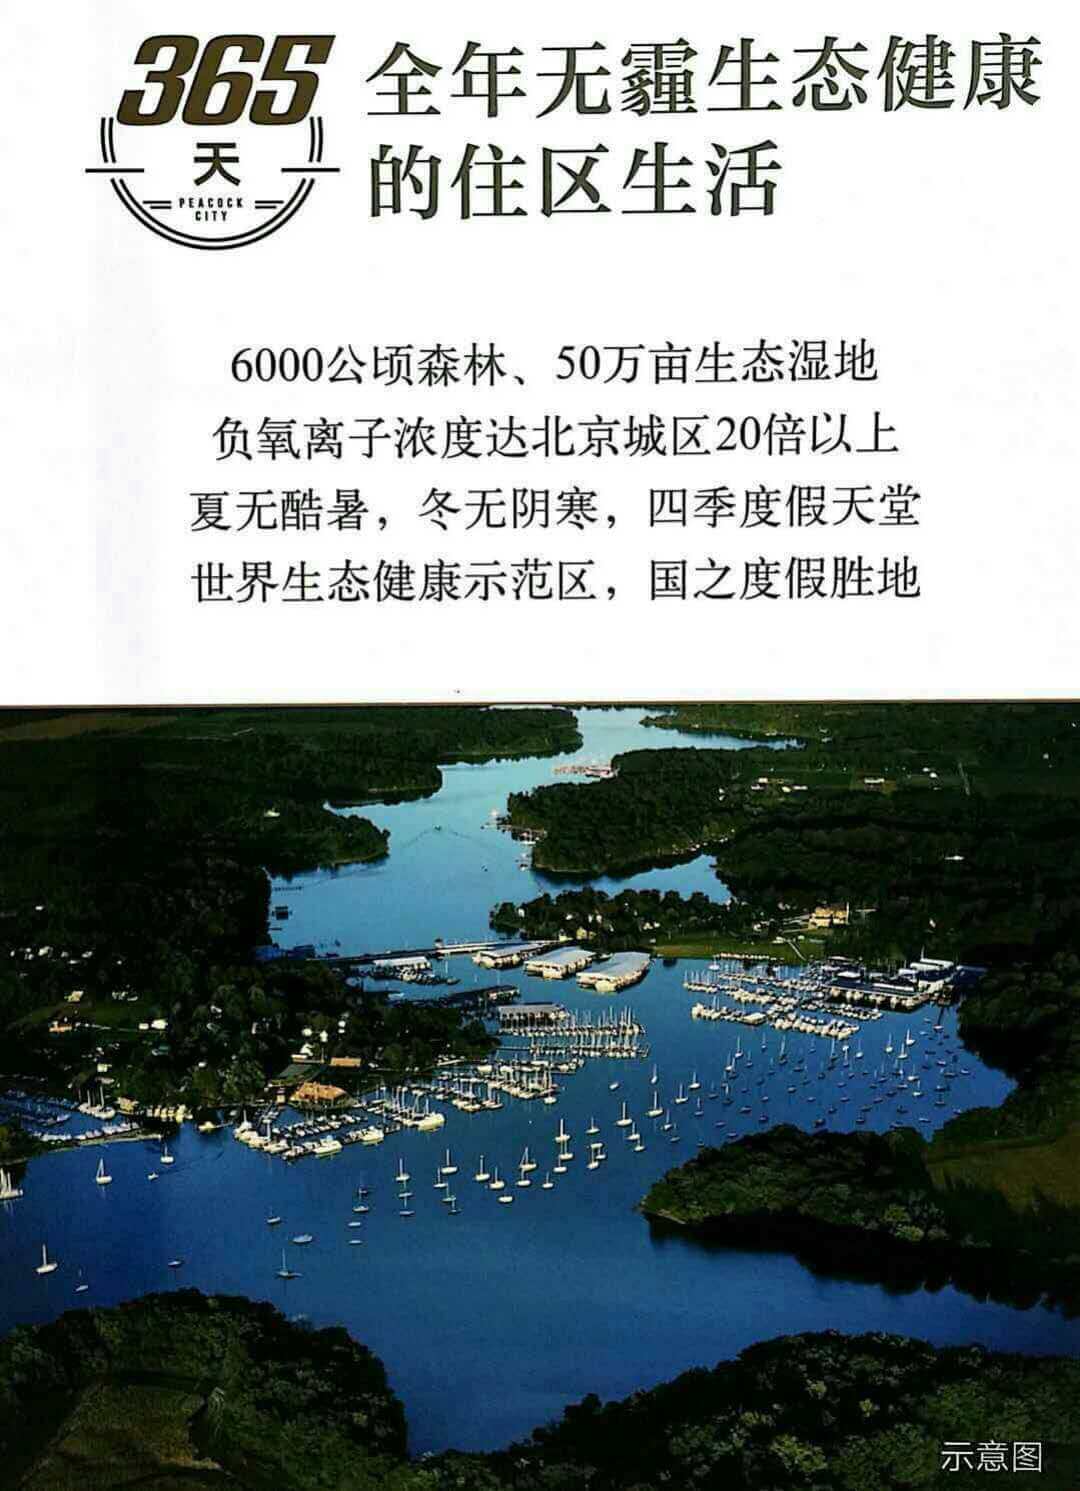 365
天
PEACOCK
CITY
全年无霾生态健康
的住区生活
6000公顷森林、50万亩生态湿地
负氧离子浓度达北京城区20倍以上
夏无酷暑，冬无阴寒，四季度假天堂
世界生态健康示范区，国之度假胜地
示意图